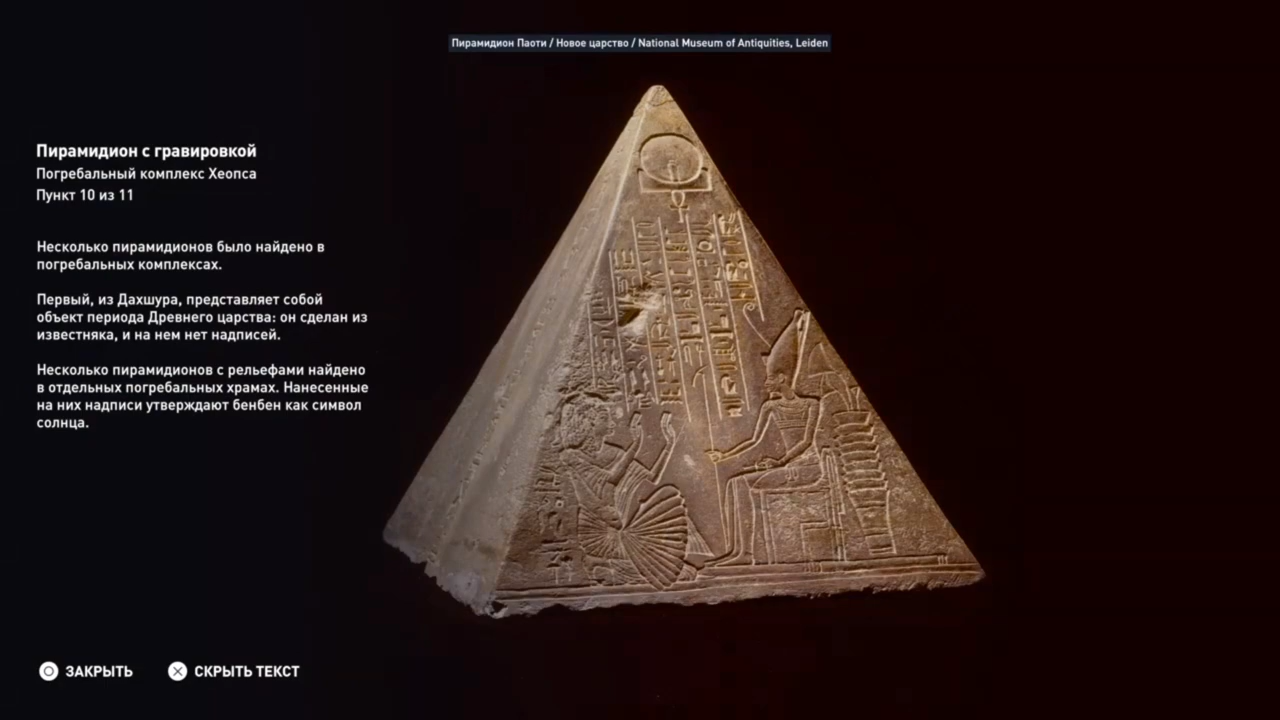 Пирамидион Паоти / Новое царство / National Museum of Antiquities, Leiden
Пирамидион с гравировкой
Погребальный комплекс Хеопса
Пункт 10 из 11
Несколько пирамидионов было найдено в
погребальных комплексах.
Первый, из Дахшура, представляет собой
объект периода Древнего царства: он сделан из
известняка, и на нем нет надписей.
Несколько пирамидионов с рельефами найдено
в отдельных погребальных храмах. Нанесенные
на них надписи утверждают бенбен как символ
солнца.
ЗАКРЫТЬ
СКРЫТЬ ТЕКСТ